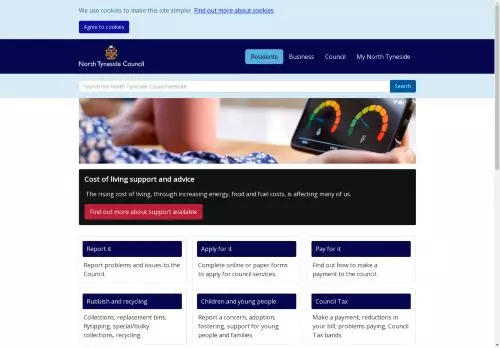 We use cookies to make this site simpler. Find out more about cookies.
Agree to cookies
North Tyneside Council
Residents Business Council My North Tyneside
Search the North Tyneside Council website
Search
Cost of living support and advice
The rising cost of living, through increasing energy, food and fuel costs, is affecting many of us.
Find out more about support available
Report it
Report problems and issues to the
Council.
Apply for it
Complete online or paper forms
to apply for council services.
Pay for it
Find out how to make a
payment to the council.
Rubbish and recycling
Collections, replacement bins,
flytipping, special/bulky
collections, recycling
Children and young people
Report a concern, adoption,
fostering, support for young
people and families
Council Tax
Make a payment, reductions in
your bill, problems paying, Council
Tax bands